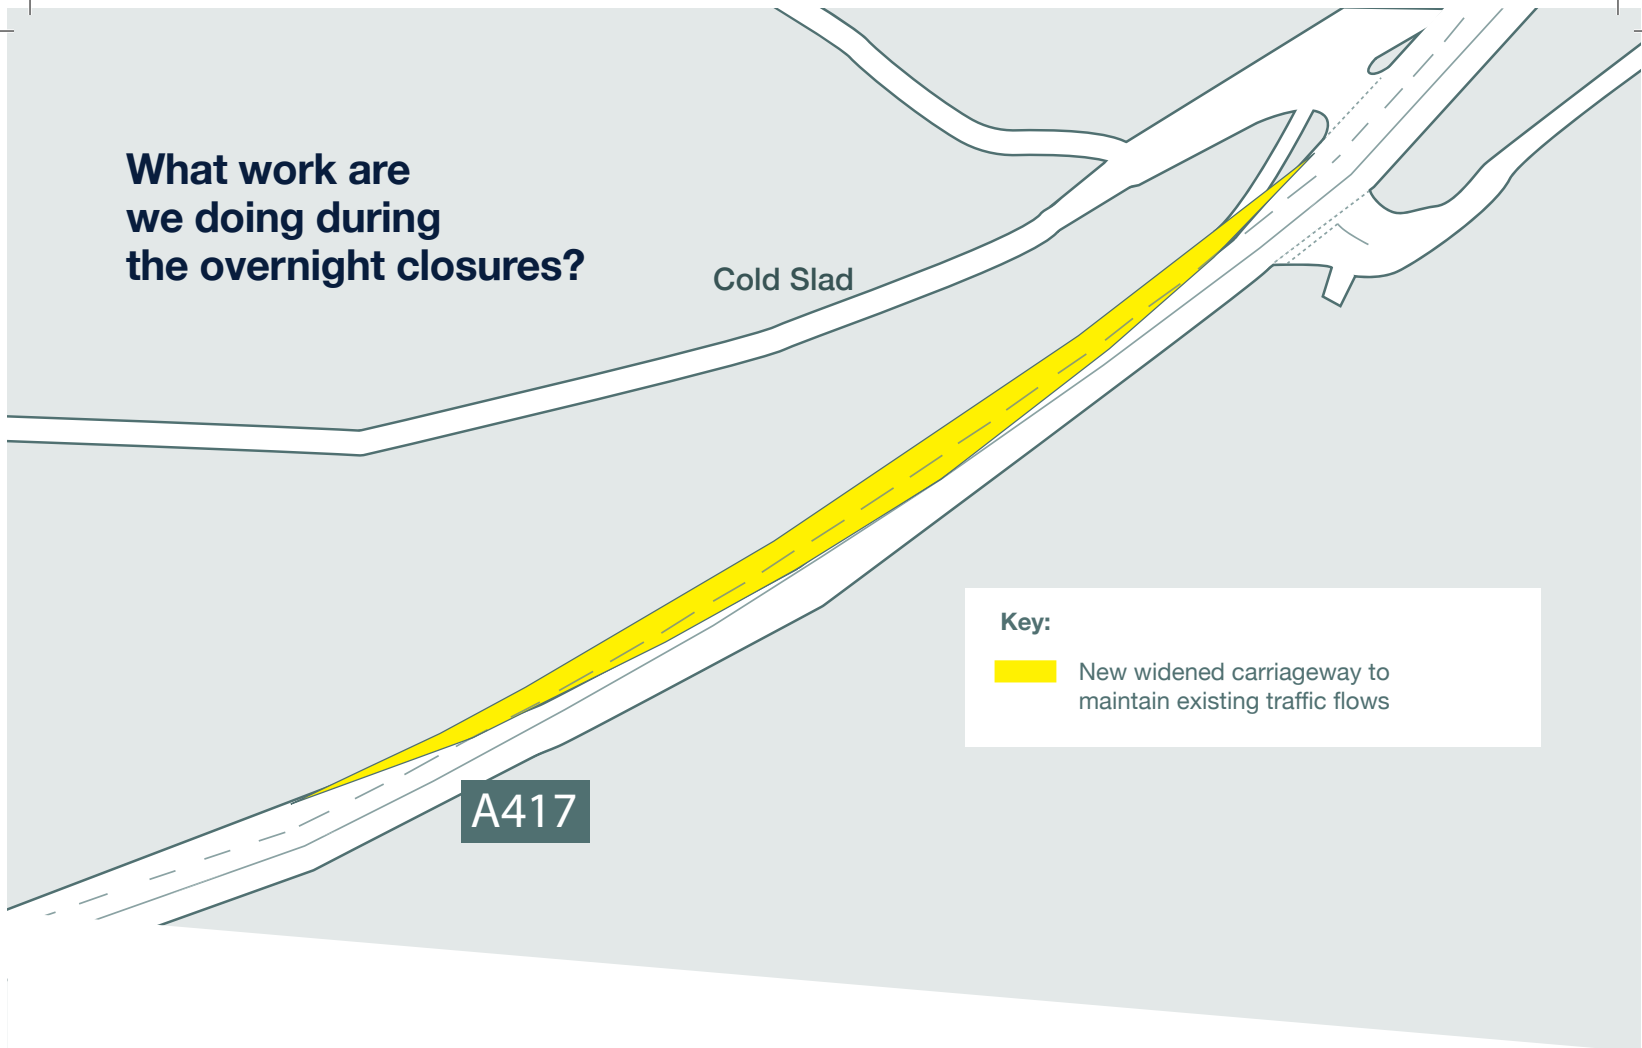 What work are
we doing during
the overnight closures?
Cold Slad
Key:
New widened carriageway to
maintain existing traffic flows
A417